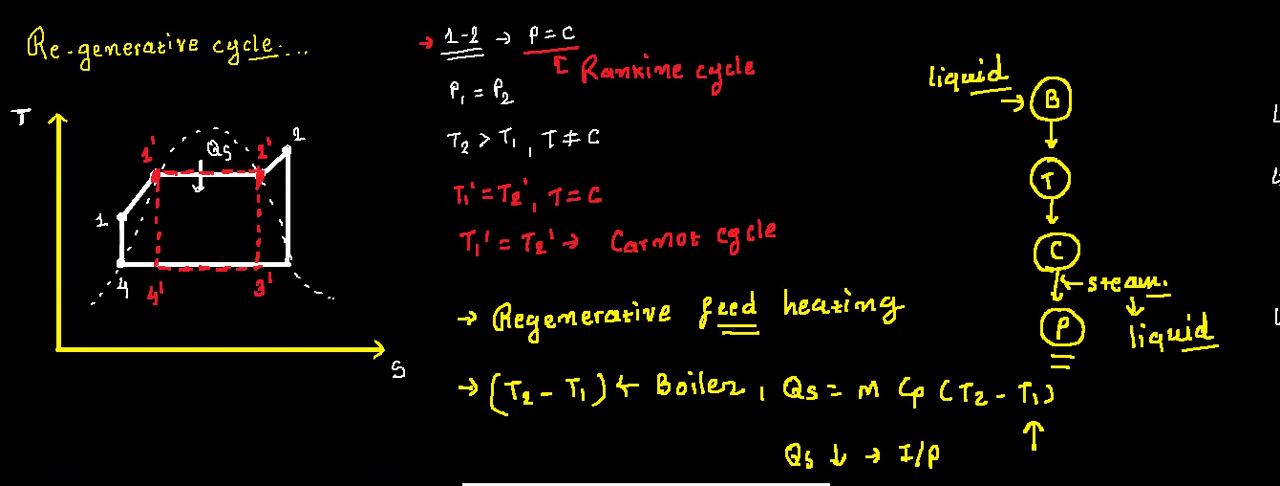 Re-generative cycle....
T
1'
Qs
2'
2
1
4
4'
3'
S
→ 1-2 → P = C
Rankine cycle
P₁ = P₂
T₂ > T₁ , T ≠ C
T₁' = T₂' , T = C
T₁' = T₂' → Carnot cycle
→ Regenerative feed heating
→ (T₂ - T₁) ← Boiler , Qs = m Cp (T₂ - T₁)
Qs ↓ → I/P
liquid
→ B
T
C
← steam.
P
liquid